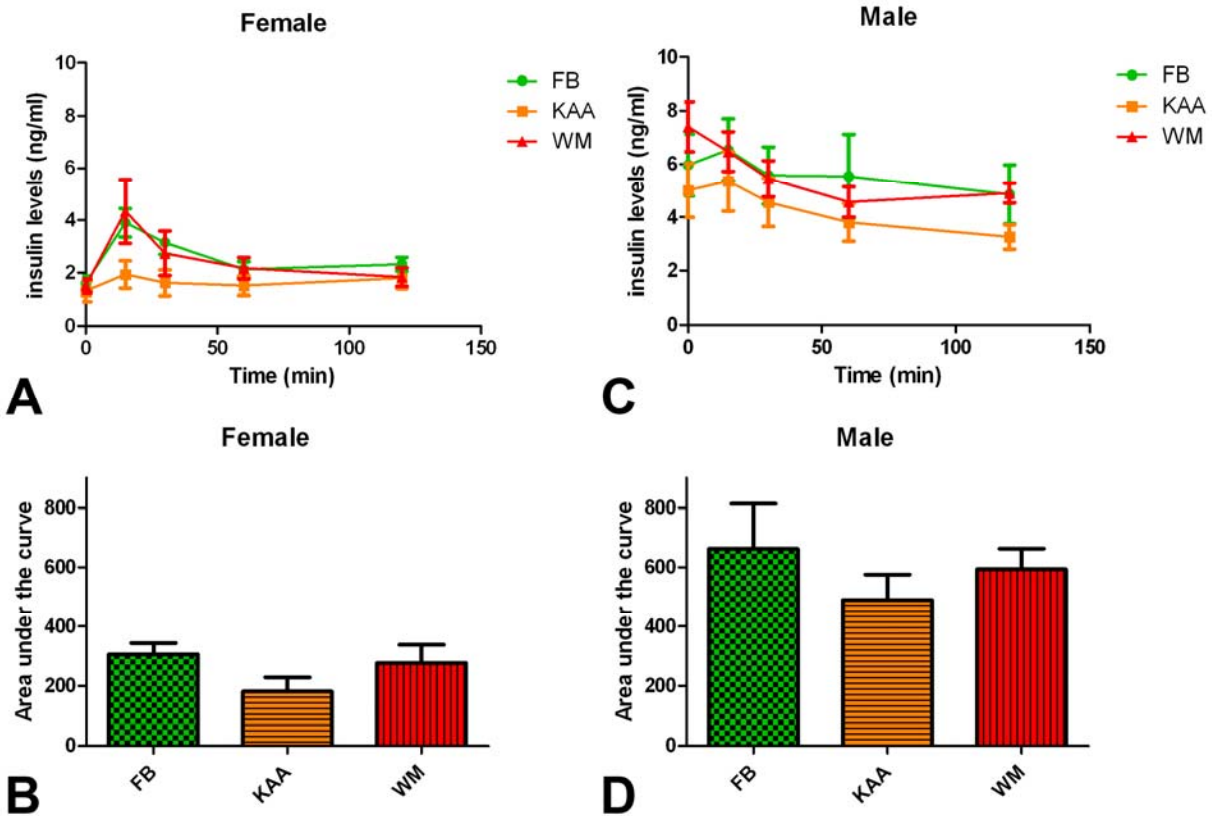 Female
insulin levels (ng/ml)
10
8
6
4
2
0
0 50 100 150
Time (min)
FB
KAA
WM
A
Male
insulin levels (ng/ml)
10
8
6
4
2
0
0 50 100 150
Time (min)
FB
KAA
WM
C
Female
Area under the curve
800
600
400
200
0
FB KAA WM
B
Male
Area under the curve
800
600
400
200
0
FB KAA WM
D